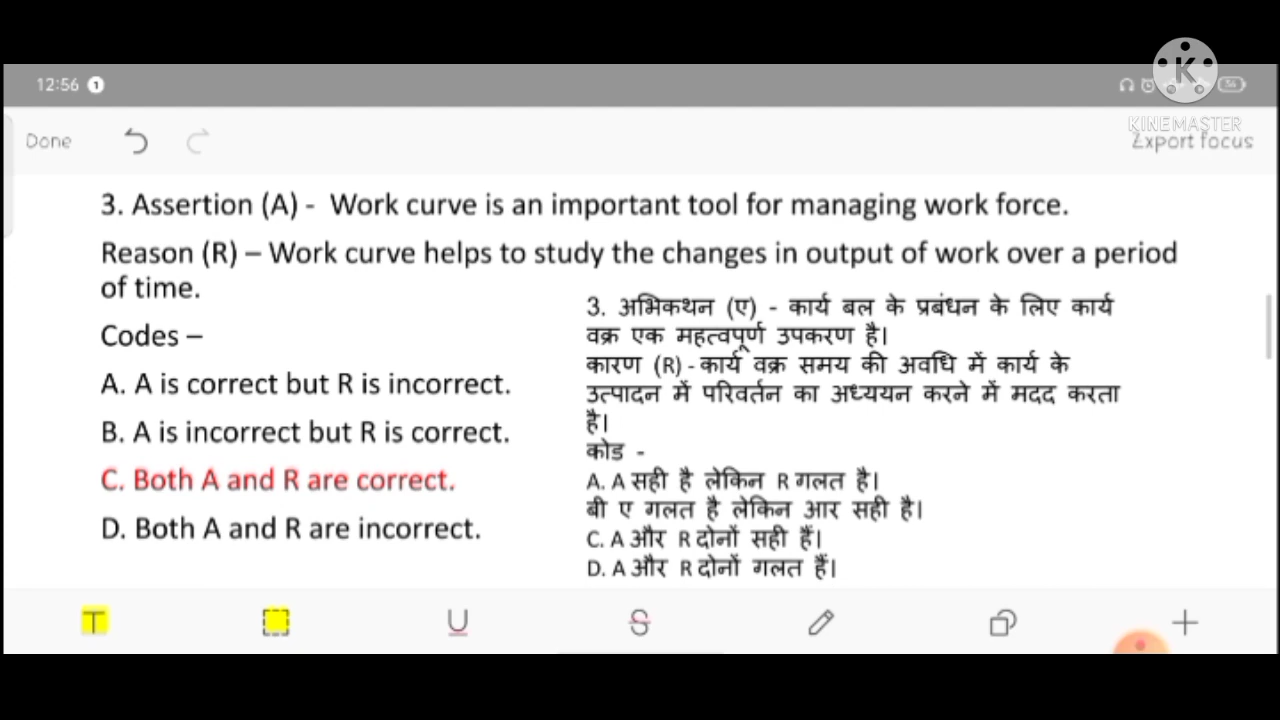 12:56 1
KINEMASTER
Done
Export focus
3. Assertion (A) - Work curve is an important tool for managing work force.
Reason (R) – Work curve helps to study the changes in output of work over a period
of time.
Codes –
A. A is correct but R is incorrect.
B. A is incorrect but R is correct.
C. Both A and R are correct.
D. Both A and R are incorrect.
3. अभिकथन (ए) - कार्य बल के प्रबंधन के लिए कार्य
वक्र एक महत्वपूर्ण उपकरण है।
कारण (R) - कार्य वक्र समय की अवधि में कार्य के
उत्पादन में परिवर्तन का अध्ययन करने में मदद करता
है।
कोड -
A. A सही है लेकिन R गलत है।
बी ए गलत है लेकिन आर सही है।
C. A और R दोनों सही हैं।
D. A और R दोनों गलत हैं।
T U S